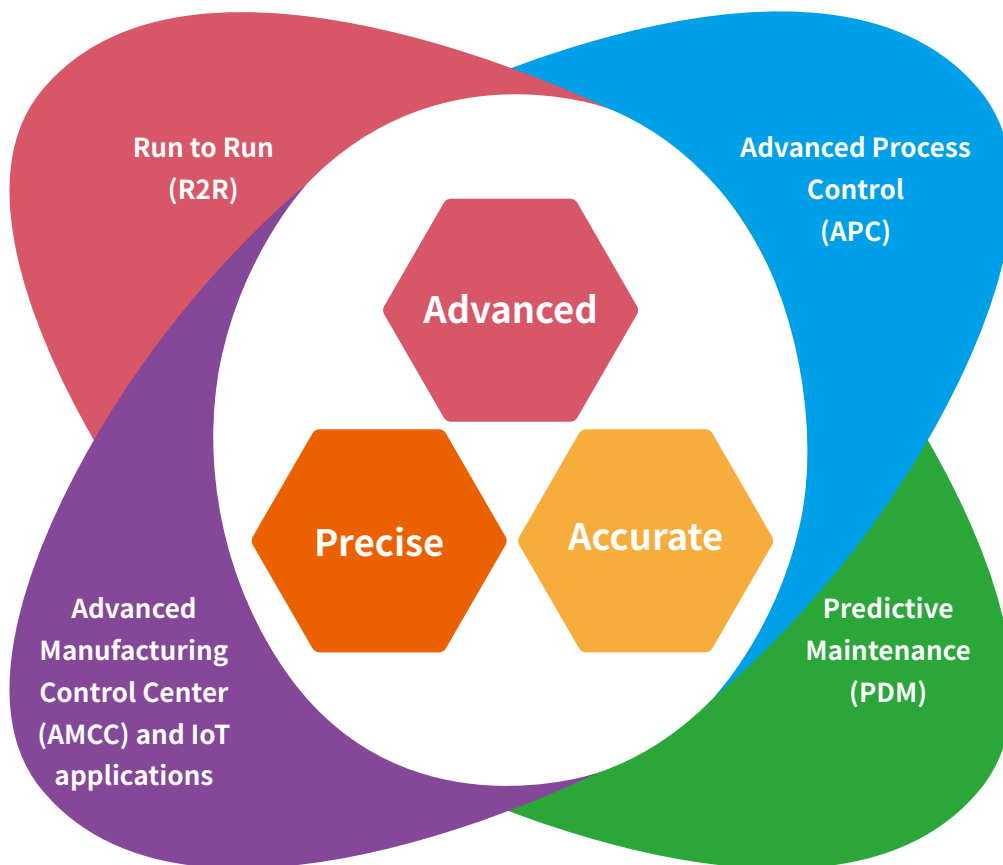 Run to Run
(R2R)
Advanced Process
Control
(APC)
Advanced
Precise
Accurate
Advanced
Manufacturing
Control Center
(AMCC) and IoT
applications
Predictive
Maintenance
(PDM)